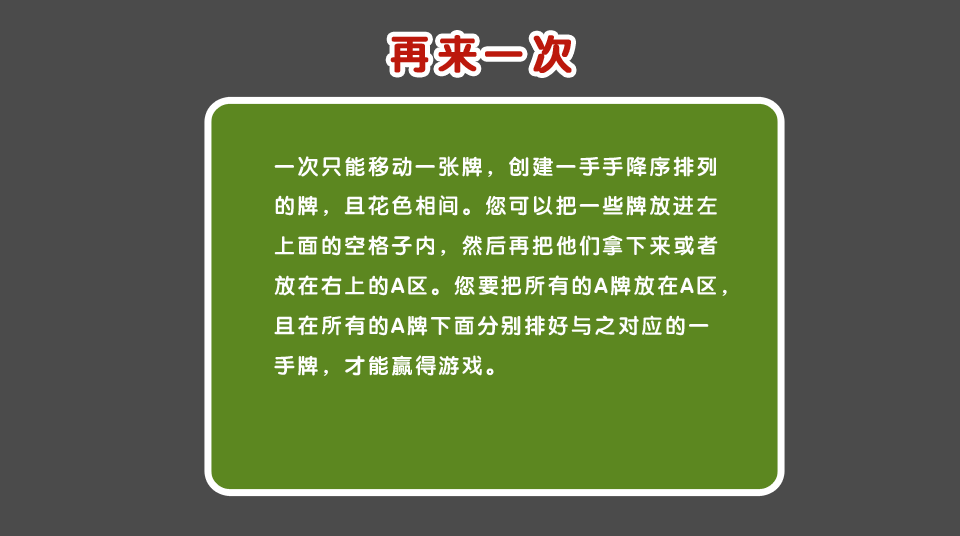 再来一次
一次只能移动一张牌，创建一手手降序排列
的牌，且花色相间。您可以把一些牌放进左
上面的空格子内，然后再把他们拿下来或者
放在右上的A区。您要把所有的A牌放在A区，
且在所有的A牌下面分别排好与之对应的一
手牌，才能赢得游戏。